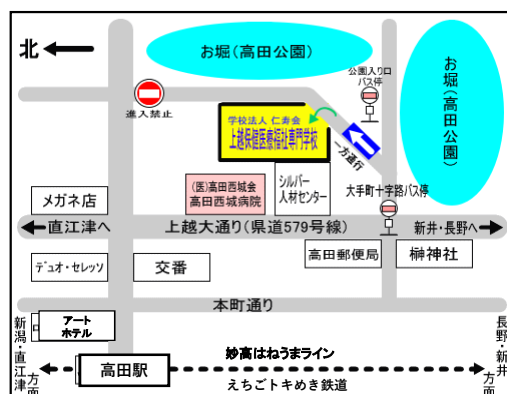 北
お堀(高田公園)
公園入り口
バス停
お堀(高田公園)
進入禁止
学校法人 仁寿会
上越保健医療福祉専門学校
一方通行
(医)高田西城会
高田西城病院
シルバー
人材センター
大手町十字路バス停
メガネ店
直江津へ
上越大通り(県道579号線)
新井・長野へ
デュオ・セレッソ
交番
高田郵便局
榊神社
本町通り
新潟・直江津方面
アート
ホテル
長野・新井方面
妙高はねうまライン
高田駅
えちごトキめき鉄道